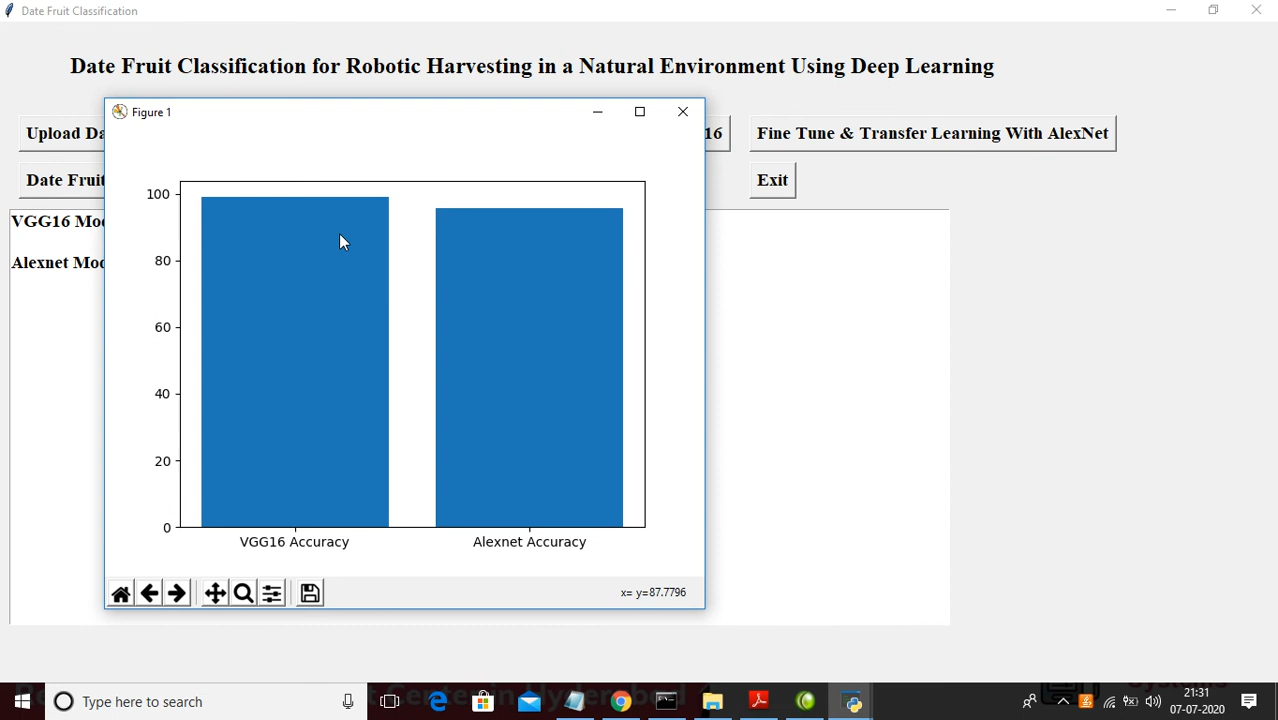 Date Fruit Classification
Date Fruit Classification for Robotic Harvesting in a Natural Environment Using Deep Learning
Figure 1
Upload Da
16
Fine Tune & Transfer Learning With AlexNet
Date Fruit
Exit
VGG16 Mod
Alexnet Mod
100
80
60
40
20
0
VGG16 Accuracy
Alexnet Accuracy
x= y=87.7796
Type here to search
21:31
07-07-2020